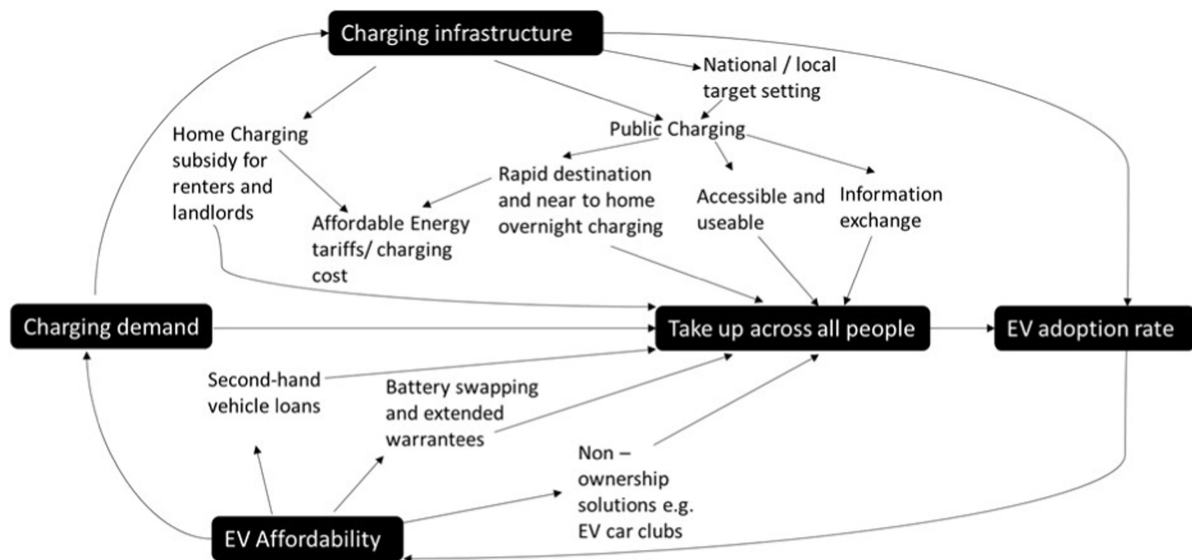 Charging infrastructure
National / local
target setting
Home Charging
subsidy for
renters and
landlords
Public Charging
Rapid destination
and near to home
overnight charging
Accessible and
useable
Information
exchange
Affordable Energy
tariffs/ charging
cost
Charging demand
Take up across all people
EV adoption rate
Second-hand
vehicle loans
Battery swapping
and extended
warrantees
Non –
ownership
solutions e.g.
EV car clubs
EV Affordability